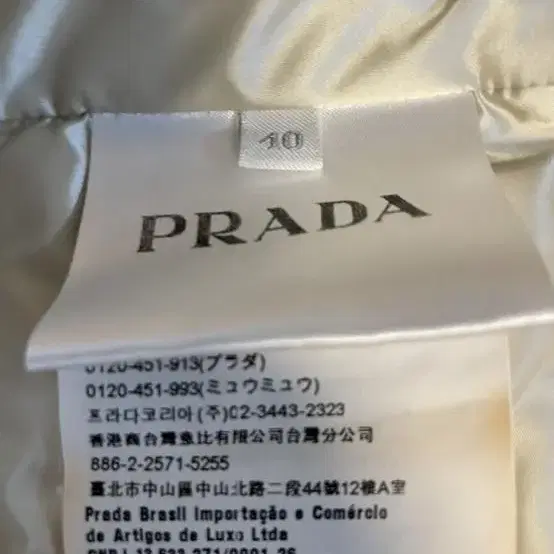 40
PRADA
0120-451-913(プラダ)
0120-451-993(ミュウミュウ)
프라다코리아(주)02-3443-2323
香港商台灣魚比有限公司台灣分公司
886-2-2571-5255
臺北市中山區中山北路二段44號12樓A室
Prada Brasil Importação e Comércio
de Artigos de Luxo Ltda